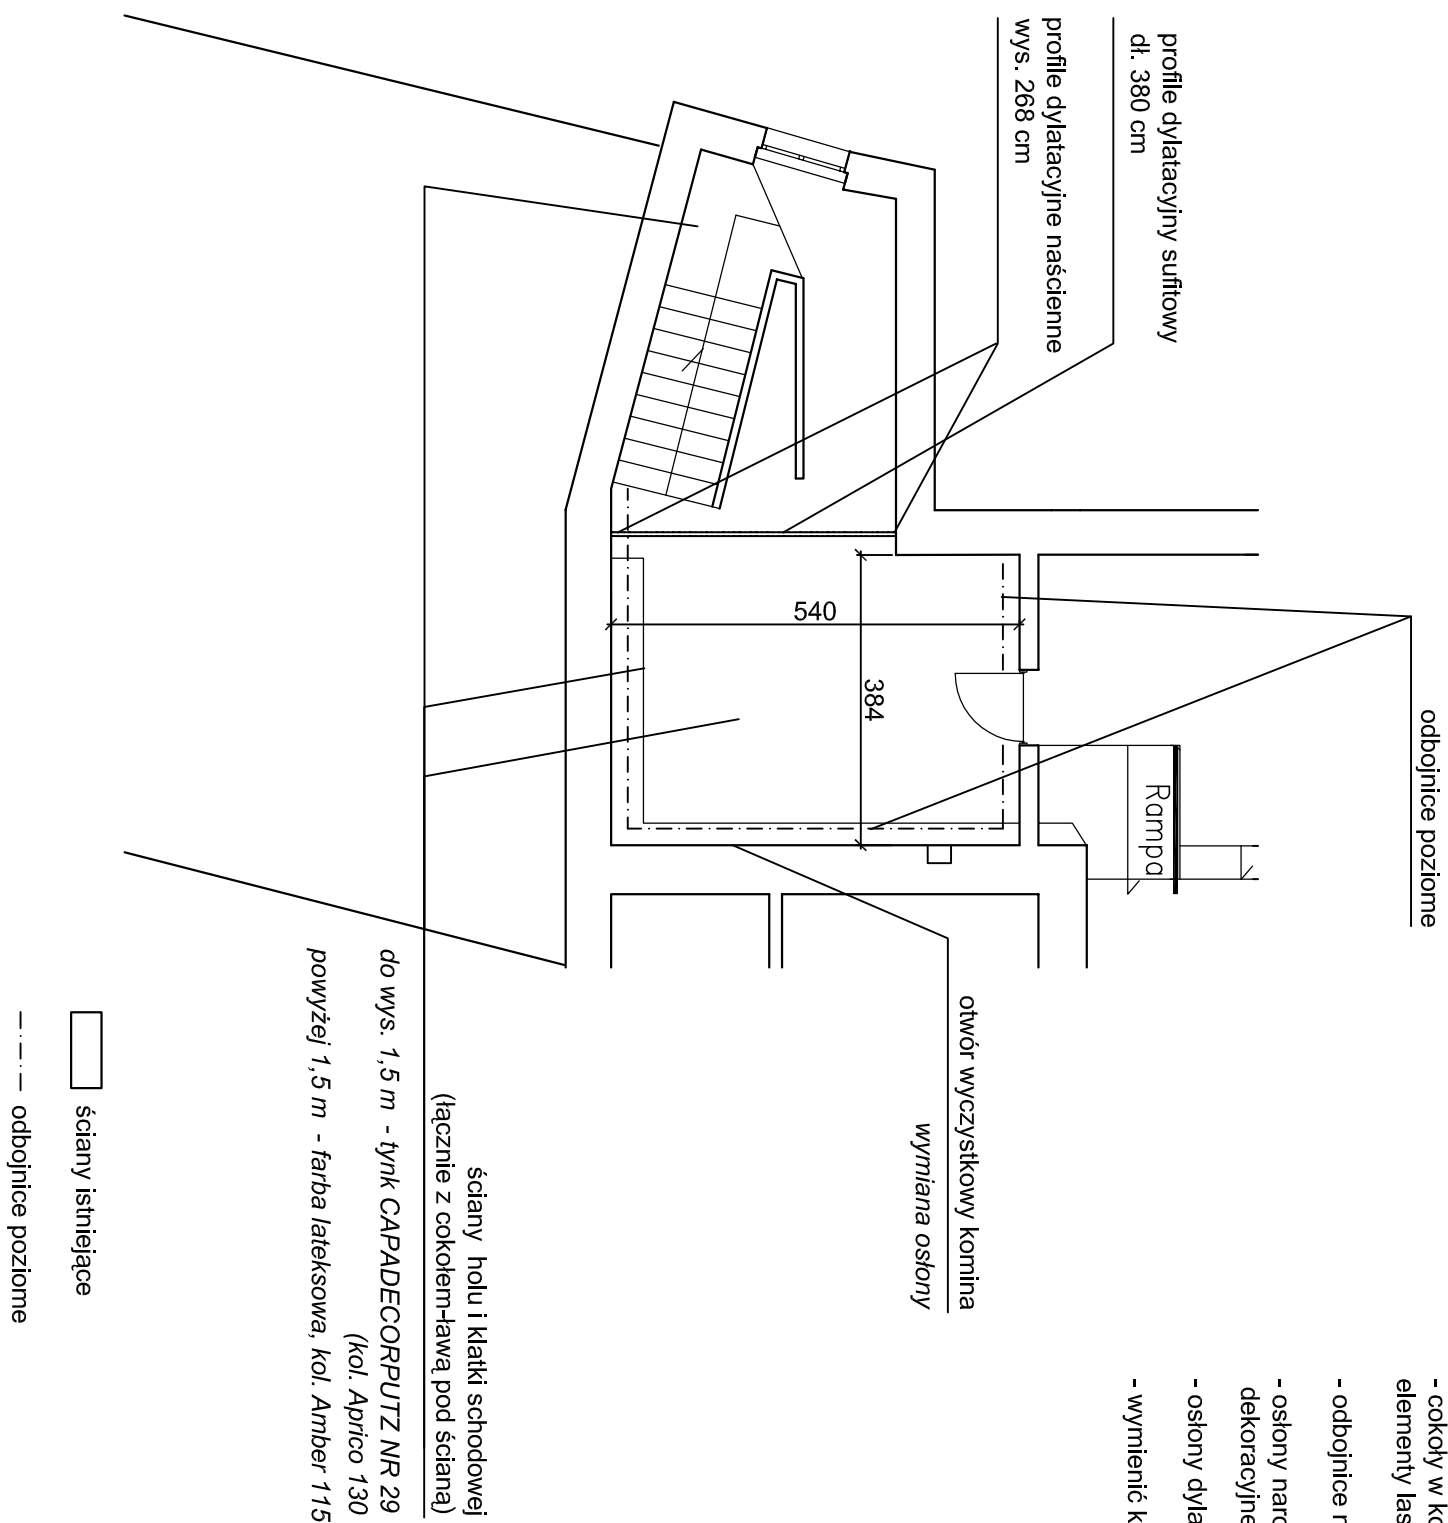 profile dylatacyjny sufitowy
dł. 380 cm
profile dylatacyjne naścienne
wys. 268 cm
540
384
Rampa
odbojnice poziome
otwór wyczystkowy komina
wymiana osłony
ściany holu i klatki schodowej
(łącznie z cokołem-ławą pod ścianą)
do wys. 1,5 m - tynk CAPADECORPUTZ NR 29
(kol. Aprico 130
powyżej 1,5 m - farba lateksowa, kol. Amber 115
ściany istniejące
odbojnice poziome
- cokoły w
elementy
- odbojnice
- osłony
dekoracyjne
- osłony
- wymienić